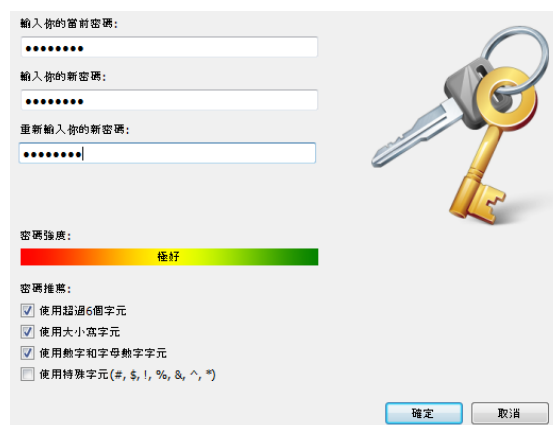 輸入你的當前密碼:
●●●●●●●●
輸入你的新密碼:
●●●●●●●●
重新輸入你的新密碼:
●●●●●●●●
密碼強度:
極好
密碼推薦:
使用超過6個字元
使用大小寫字元
使用數字和字母數字字元
使用特殊字元(#, $, !, %, &, ^, *)
確定 取消